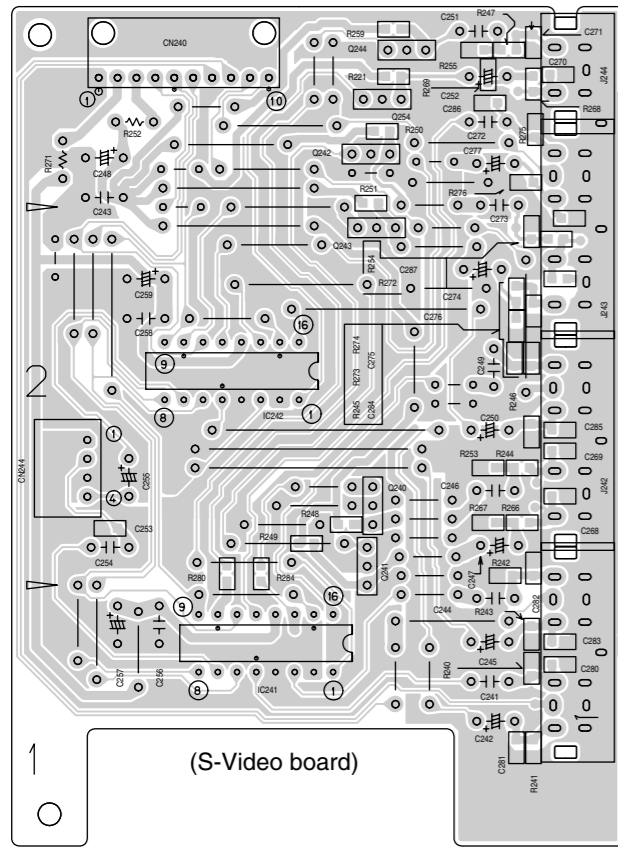 CN240
1
10
R259
Q244
C251
R247
C271
C270
J244
R255
R221
R269
C252
C286
R268
R275
R252
R271
C248
C243
Q254
R250
C272
Q242
C277
R251
R276
C273
Q243
R254
C287
R272
C274
J243
C259
C258
C276
16
9
R274
C275
C249
R273
8
IC242
1
R245
C284
R246
2
CN244
1
4
C255
C250
C285
R253
R244
C269
J242
Q240
C246
C253
R248
R267
R266
C268
C254
R249
Q241
R242
C247
R280
R284
C282
9
16
C244
R243
C283
C257
C256
R240
C245
C280
8
IC241
1
C241
C242
1
(S-Video board)
C281
R241